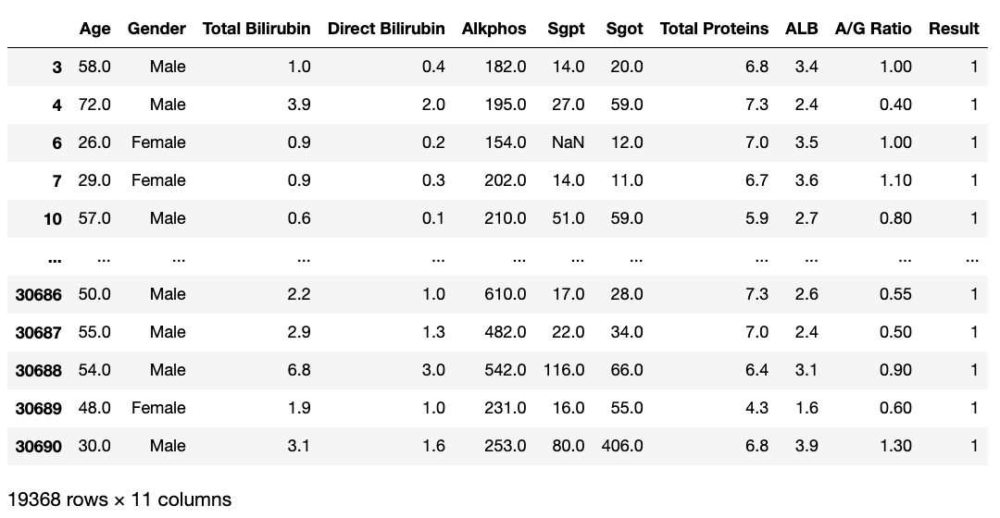 Age Gender Total Bilirubin Direct Bilirubin Alkphos Sgpt Sgot Total Proteins ALB A/G Ratio Result
3 58.0 Male 1.0 0.4 182.0 14.0 20.0 6.8 3.4 1.00 1
4 72.0 Male 3.9 2.0 195.0 27.0 59.0 7.3 2.4 0.40 1
6 26.0 Female 0.9 0.2 154.0 NaN 12.0 7.0 3.5 1.00 1
7 29.0 Female 0.9 0.3 202.0 14.0 11.0 6.7 3.6 1.10 1
10 57.0 Male 0.6 0.1 210.0 51.0 59.0 5.9 2.7 0.80 1
... ... ... ... ... ... ... ... ... ... ... ...
30686 50.0 Male 2.2 1.0 610.0 17.0 28.0 7.3 2.6 0.55 1
30687 55.0 Male 2.9 1.3 482.0 22.0 34.0 7.0 2.4 0.50 1
30688 54.0 Male 6.8 3.0 542.0 116.0 66.0 6.4 3.1 0.90 1
30689 48.0 Female 1.9 1.0 231.0 16.0 55.0 4.3 1.6 0.60 1
30690 30.0 Male 3.1 1.6 253.0 80.0 406.0 6.8 3.9 1.30 1
19368 rows × 11 columns